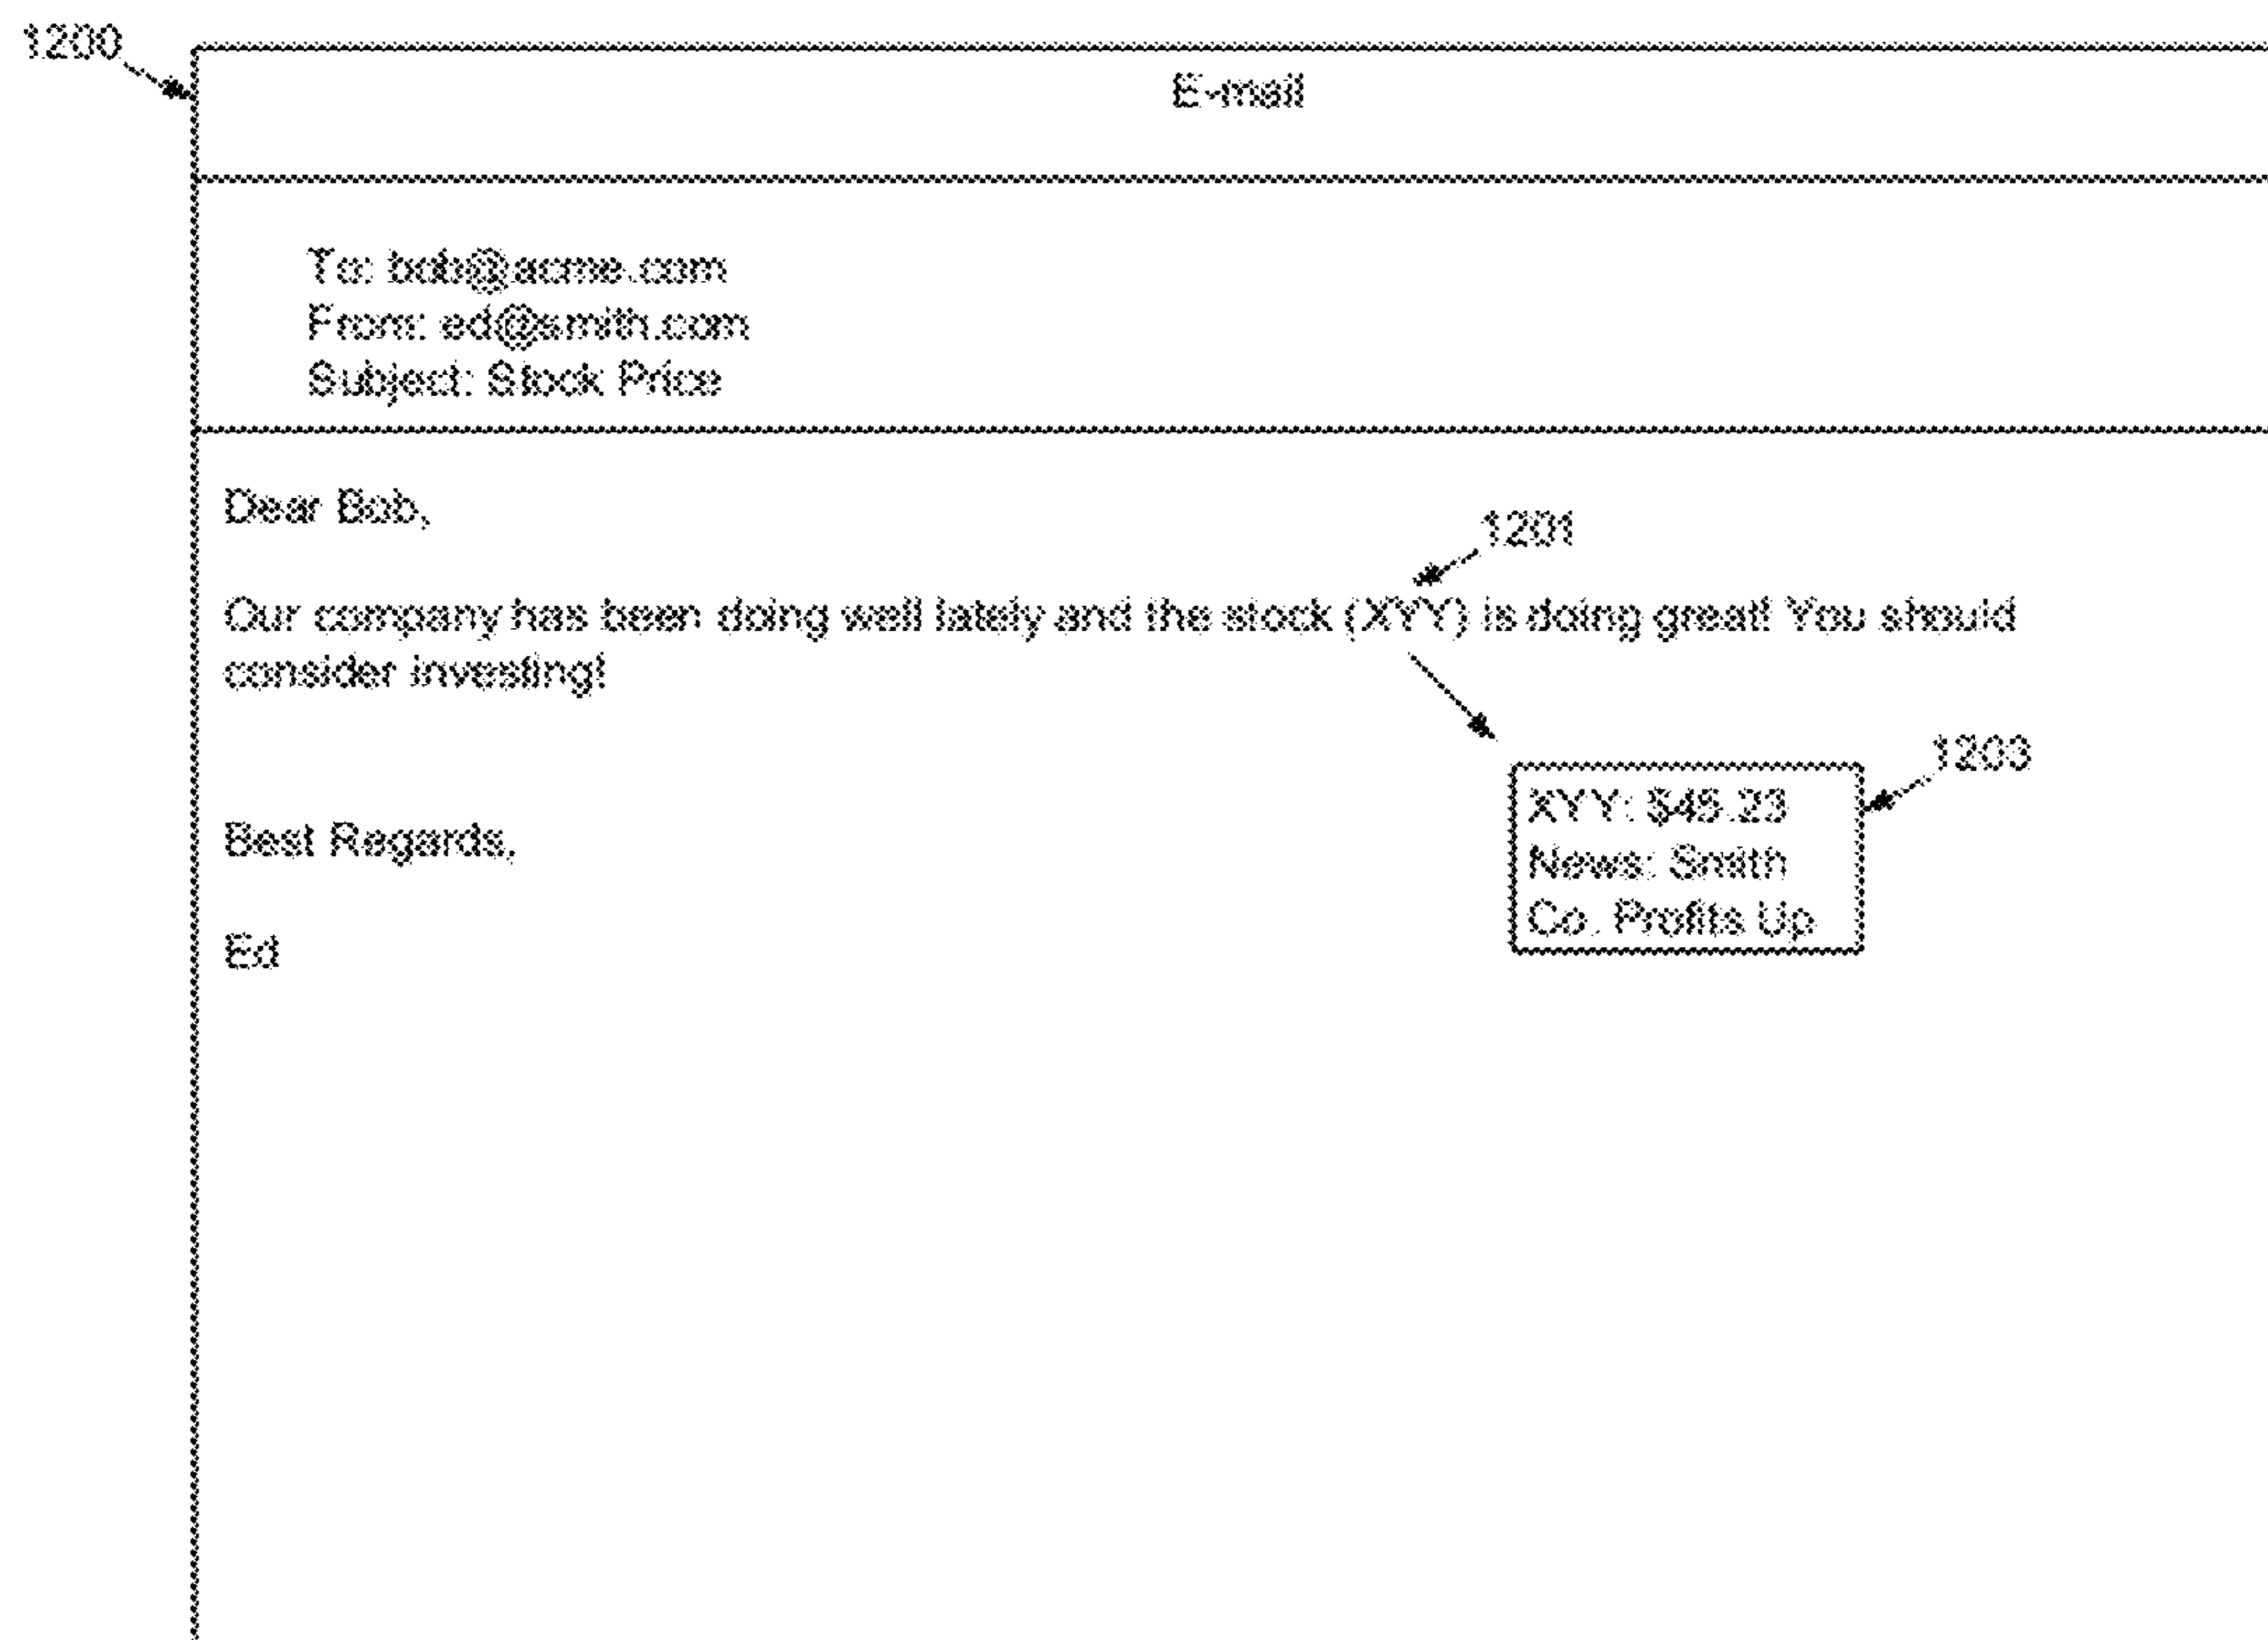 1200
E-mail
To: bob@acme.com
From: ed@smith.com
Subject: Stock Price
Dear Bob,
1201
Our company has been doing well lately and the stock (XYY) is doing great! You should
consider investing!
1203
XYY: $45.23
News: Smith
Co. Profits Up
Best Regards,
Ed